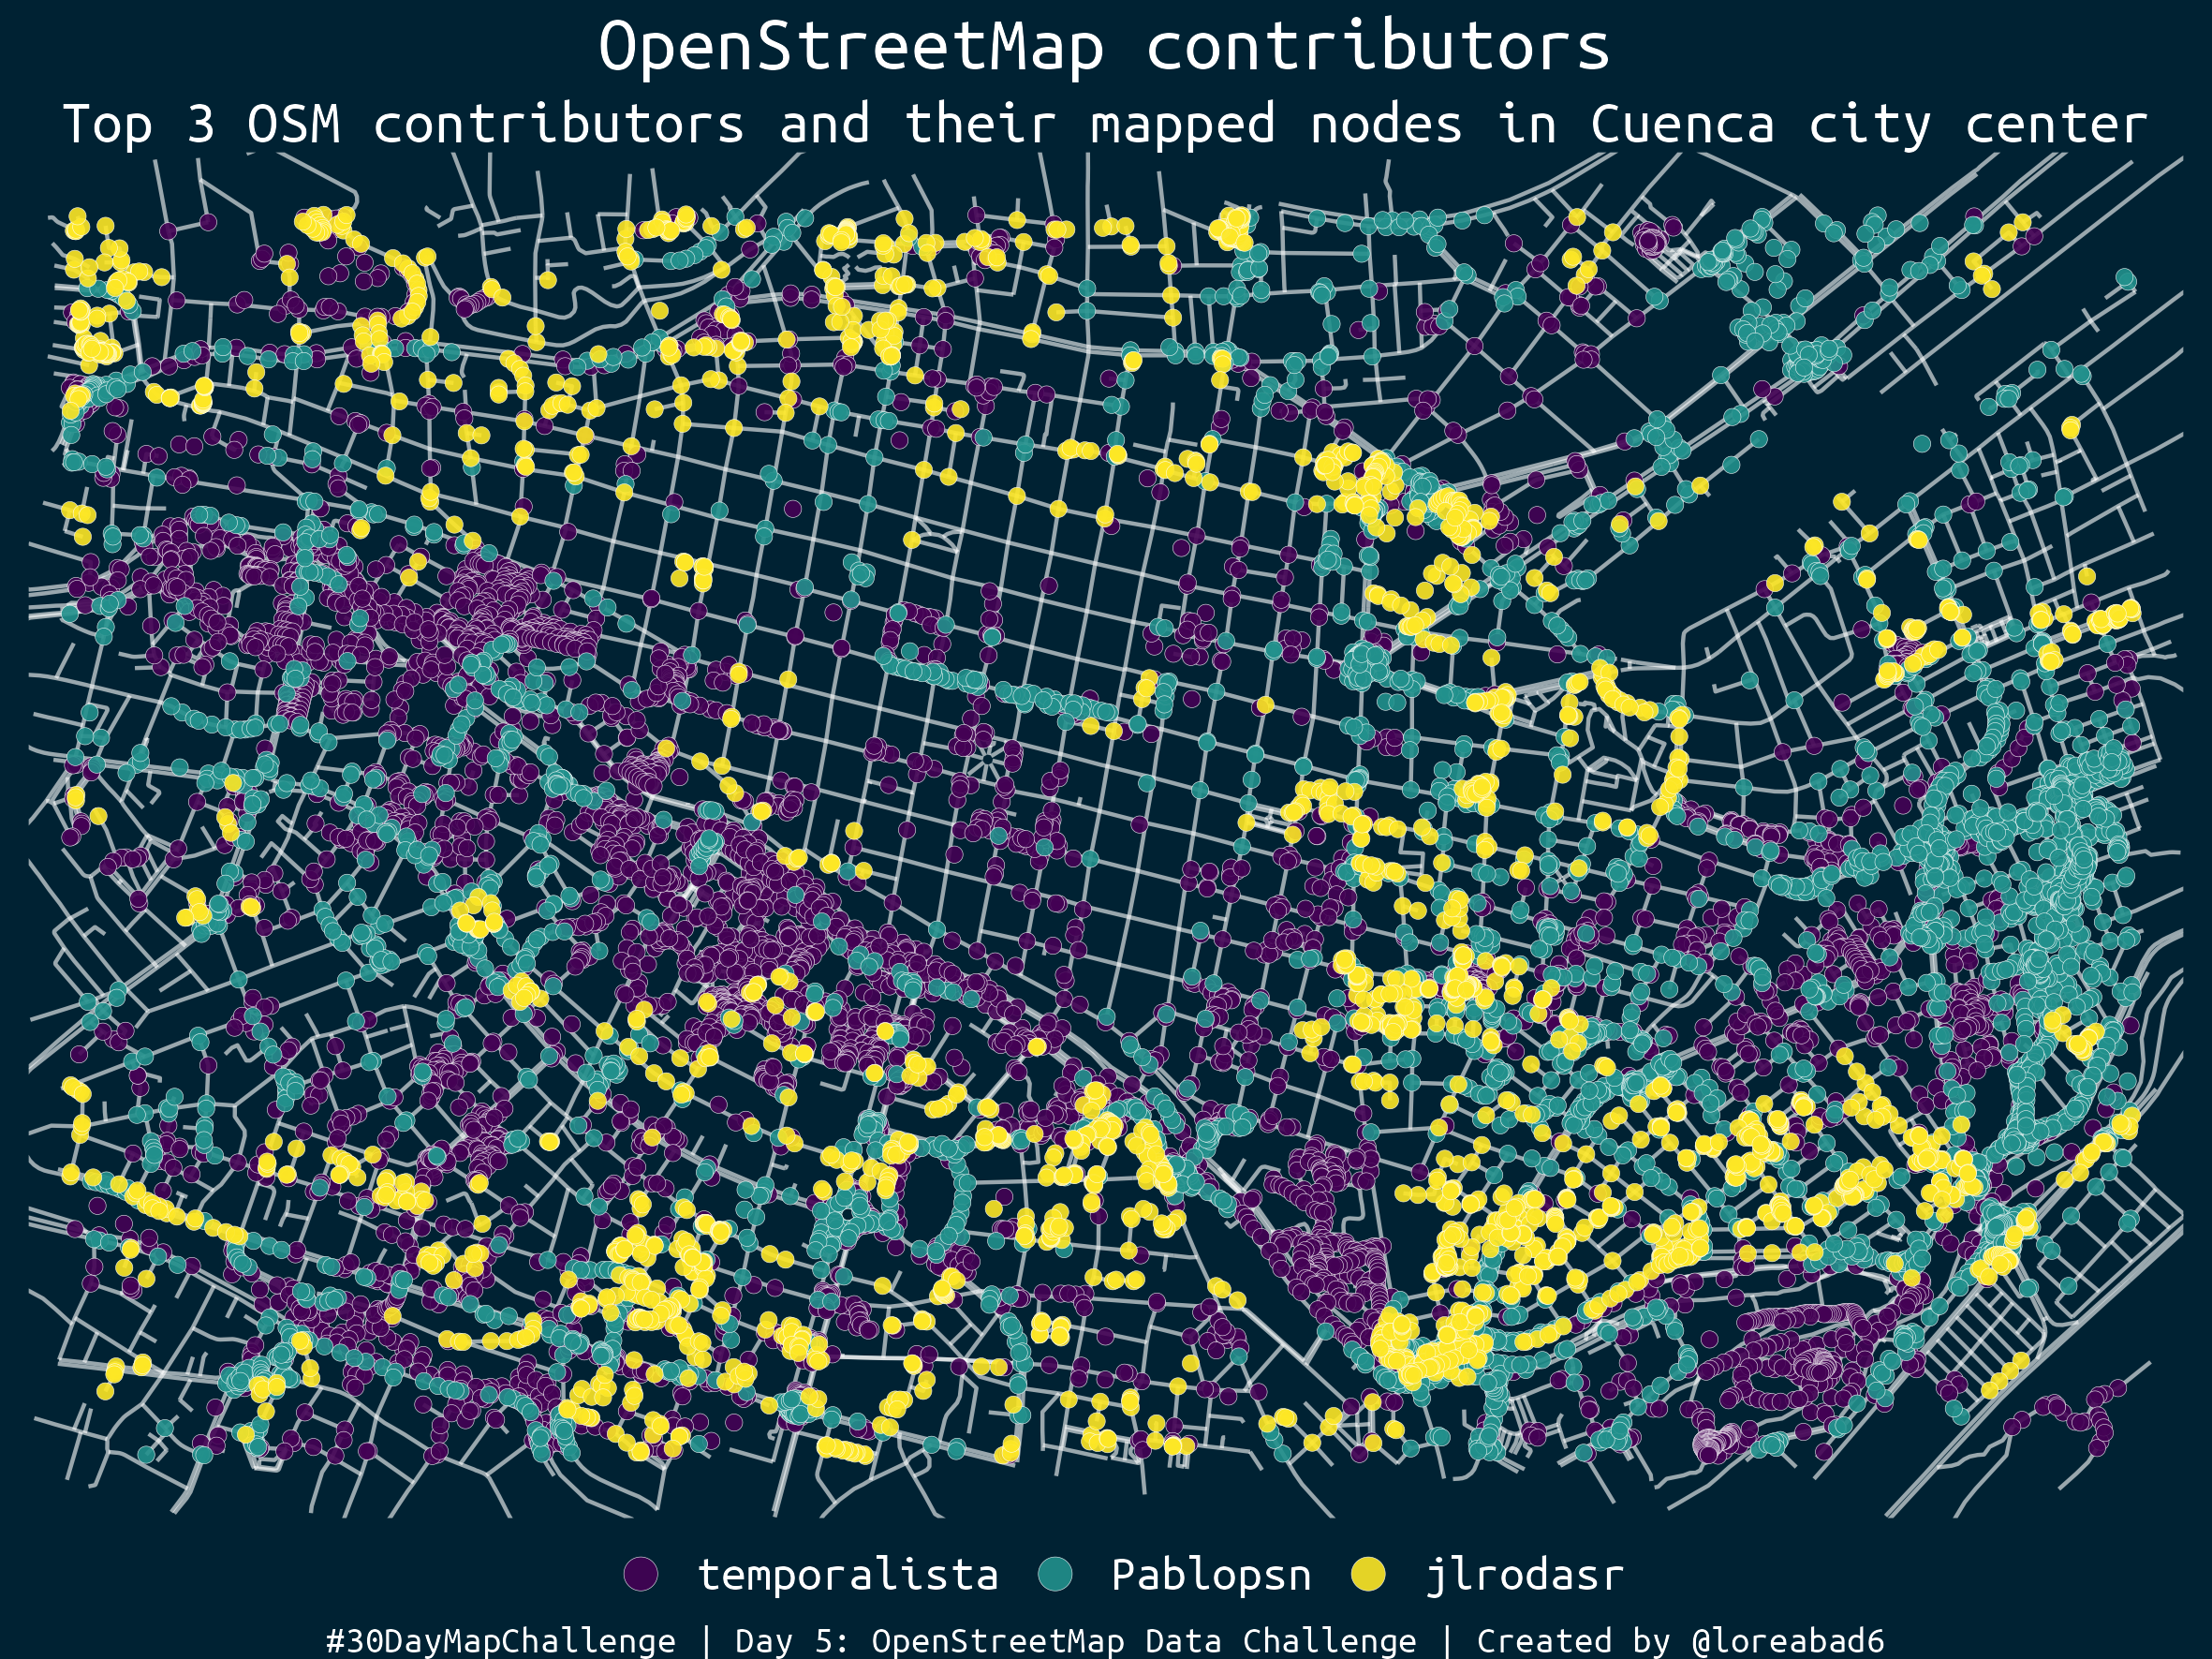 OpenStreetMap contributors
Top 3 OSM contributors and their mapped nodes in Cuenca city center
temporalista Pablopsn jlrodasr
#30DayMapChallenge | Day 5: OpenStreetMap Data Challenge | Created by @loreabad6